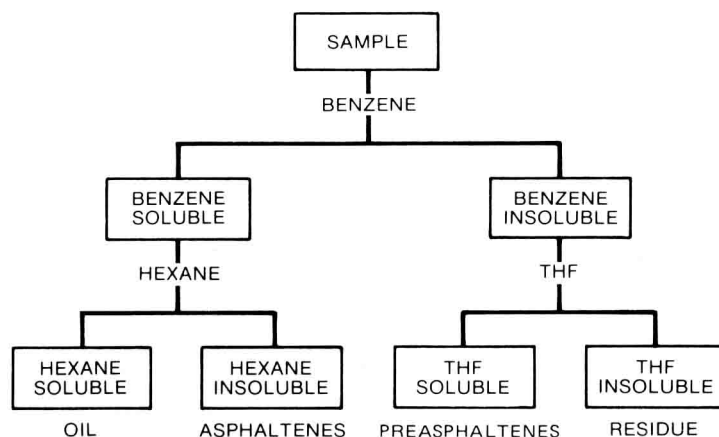 SAMPLE
BENZENE
BENZENE
SOLUBLE
BENZENE
INSOLUBLE
HEXANE
THF
HEXANE
SOLUBLE
HEXANE
INSOLUBLE
THF
SOLUBLE
THF
INSOLUBLE
OIL
ASPHALTENES
PREASPHALTENES
RESIDUE